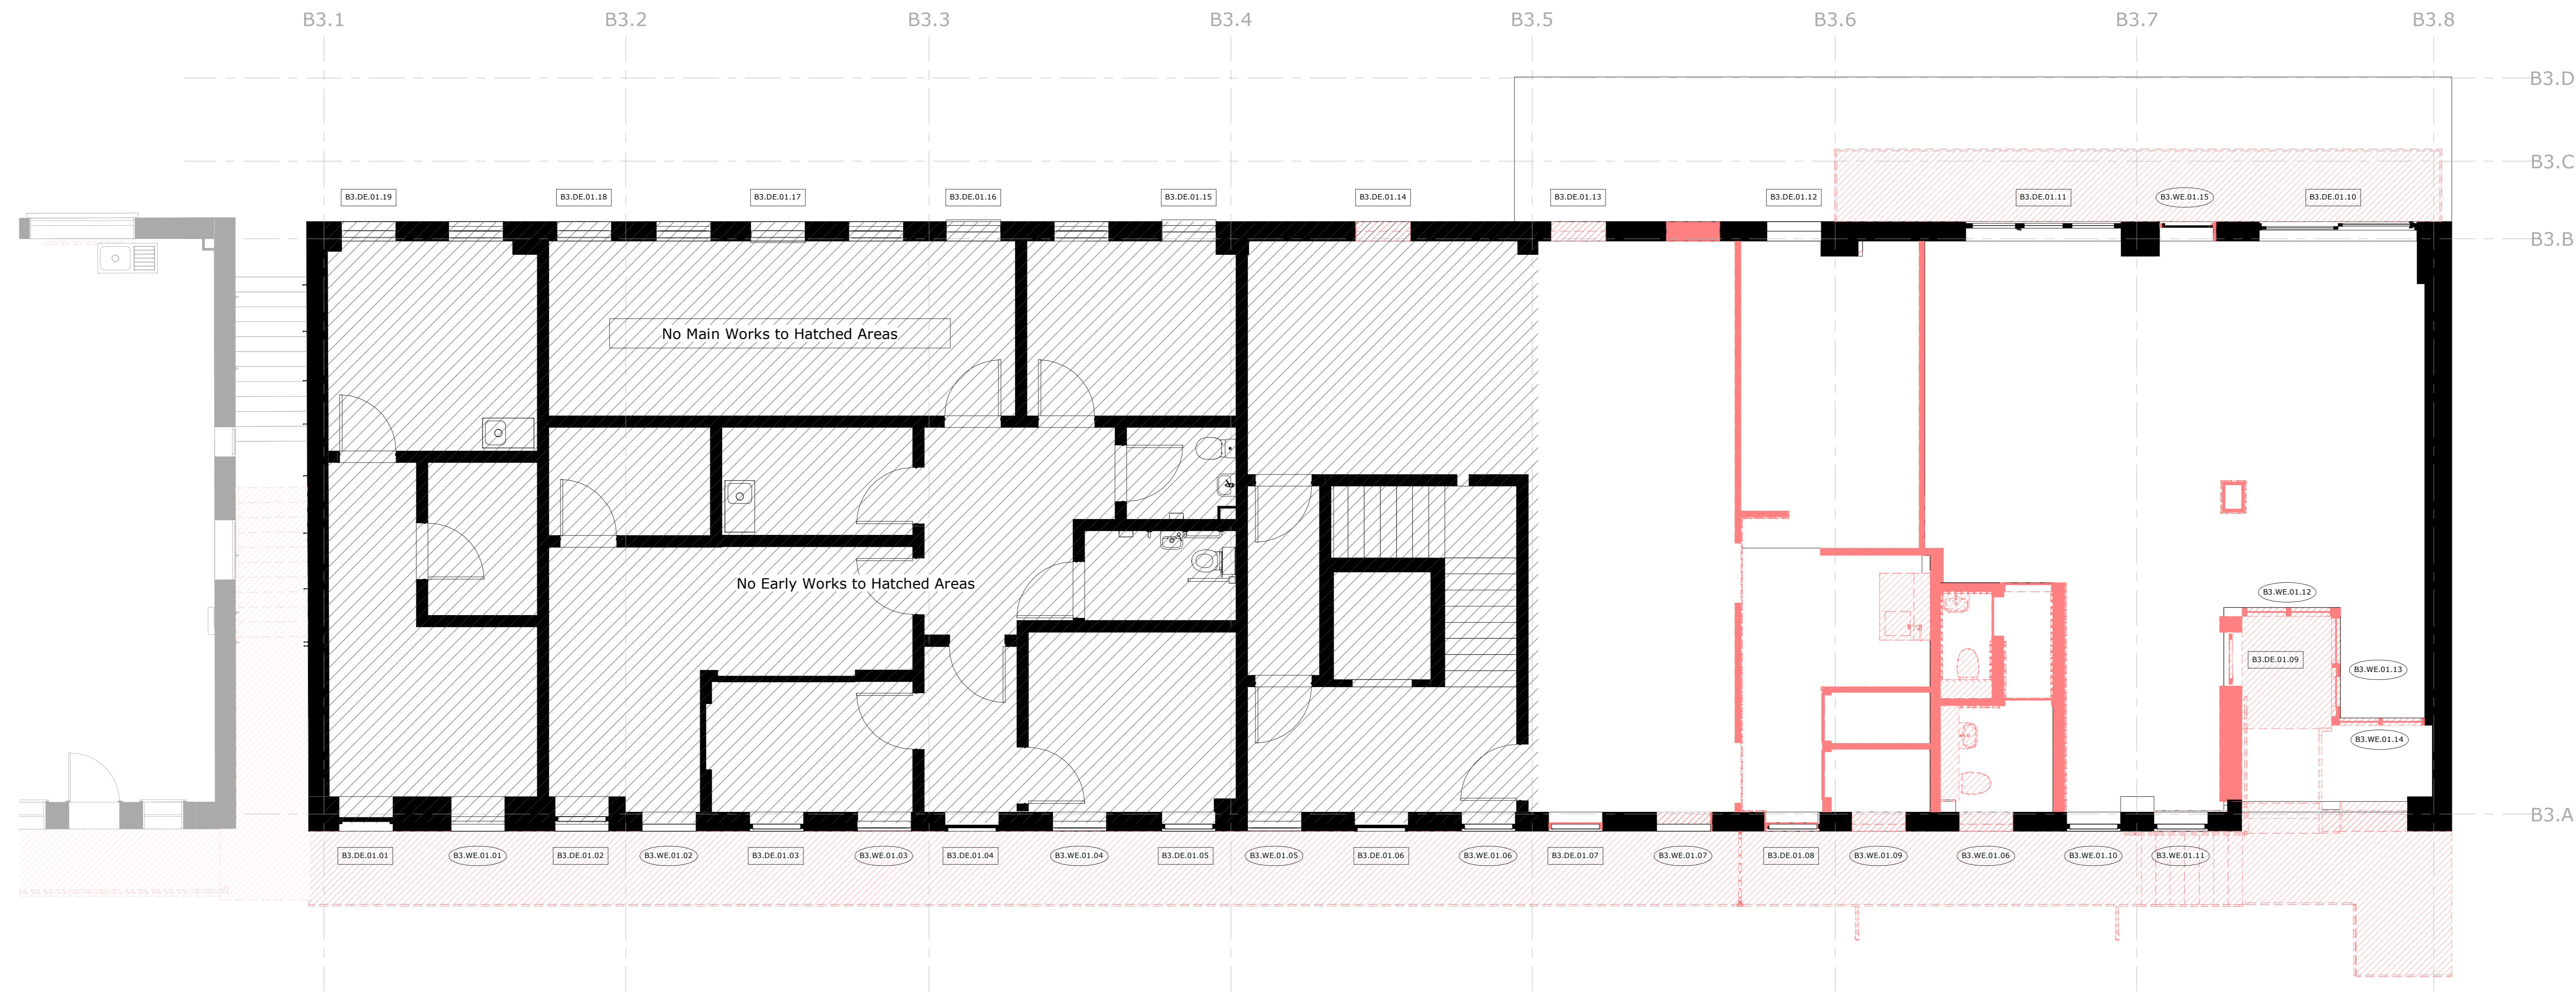 B3.1 B3.2 B3.3 B3.4 B3.5 B3.6 B3.7 B3.8
B3.D
B3.C
B3.DE.01.19 B3.DE.01.18 B3.DE.01.17 B3.DE.01.16 B3.DE.01.15 B3.DE.01.14 B3.DE.01.13 B3.DE.01.12 B3.DE.01.11 B3.WE.01.15 B3.DE.01.10
B3.B
No Main Works to Hatched Areas
No Early Works to Hatched Areas
B3.WE.01.12
B3.DE.01.09
B3.WE.01.13
B3.WE.01.14
B3.A
B3.DE.01.01 B3.WE.01.01 B3.DE.01.02 B3.WE.01.02 B3.DE.01.03 B3.WE.01.03 B3.DE.01.04 B3.WE.01.04 B3.DE.01.05 B3.WE.01.05 B3.DE.01.06 B3.WE.01.06 B3.DE.01.07 B3.WE.01.07 B3.DE.01.08 B3.WE.01.09 B3.WE.01.06 B3.WE.01.10 B3.WE.01.11